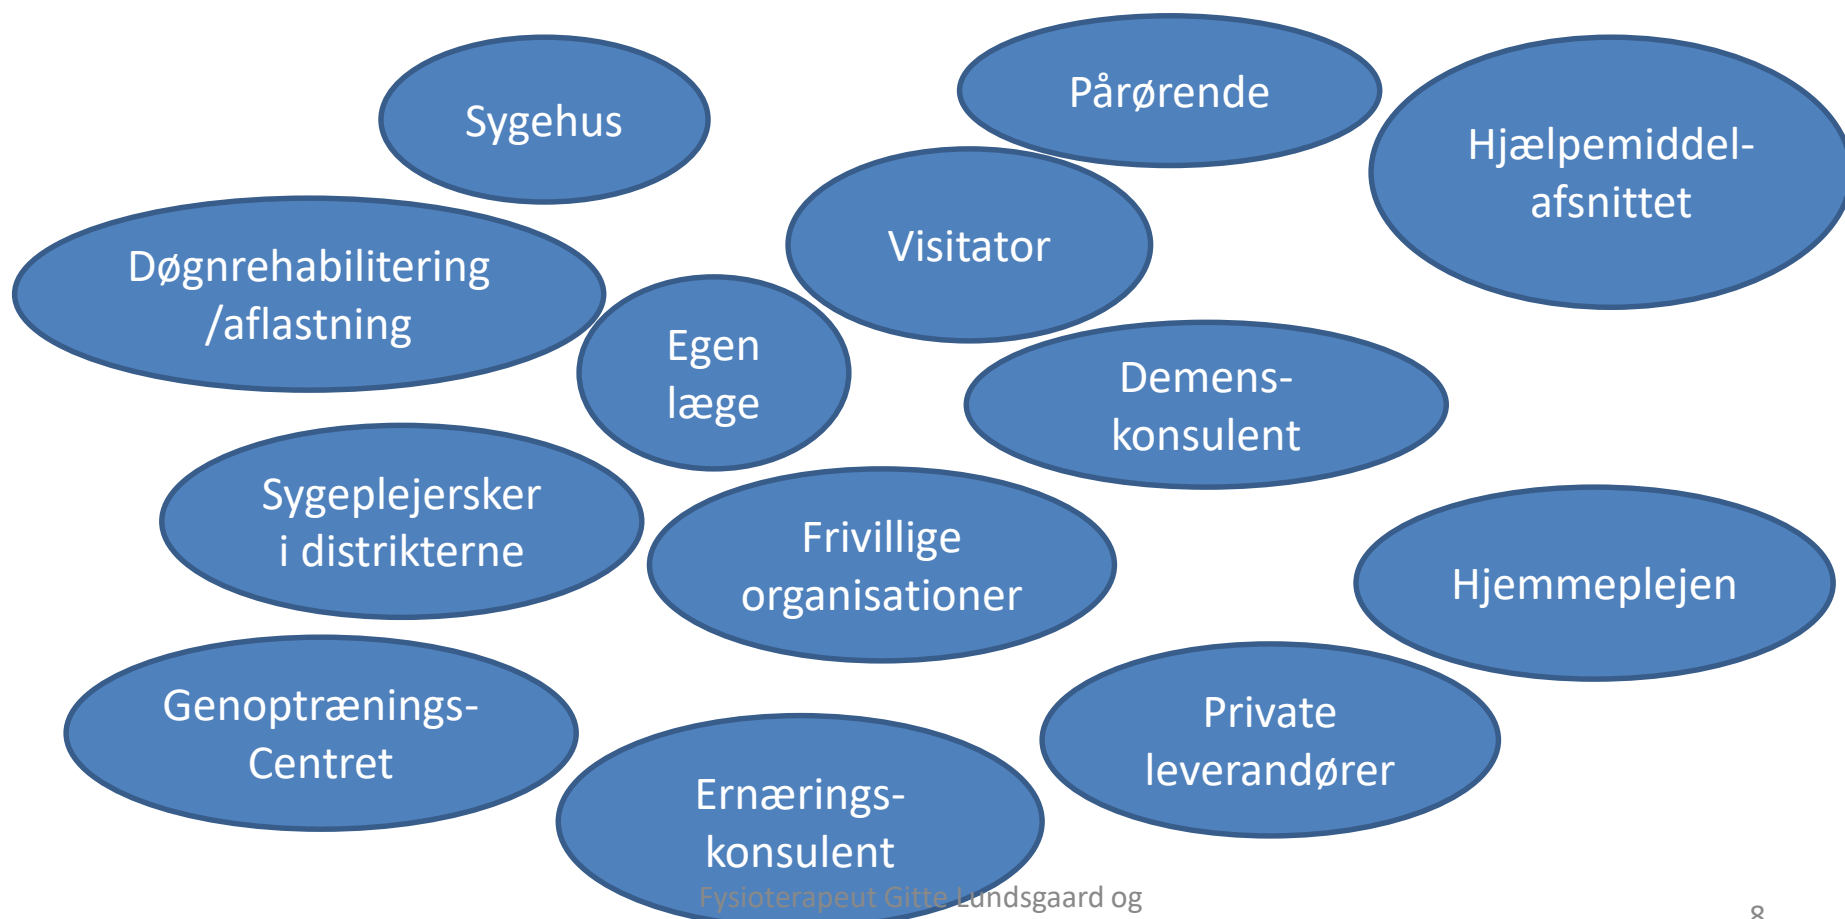 Sygehus
Pårørende
Hjælpemiddel-
afsnittet
Visitator
Døgnrehabilitering
/aflastning
Egen
læge
Demens-
konsulent
Sygeplejersker
i distrikterne
Frivillige
organisationer
Hjemmeplejen
Genoptrænings-
Centret
Private
leverandører
Ernærings-
konsulent
Fysioterapeut Gitte Lundsgaard og
8